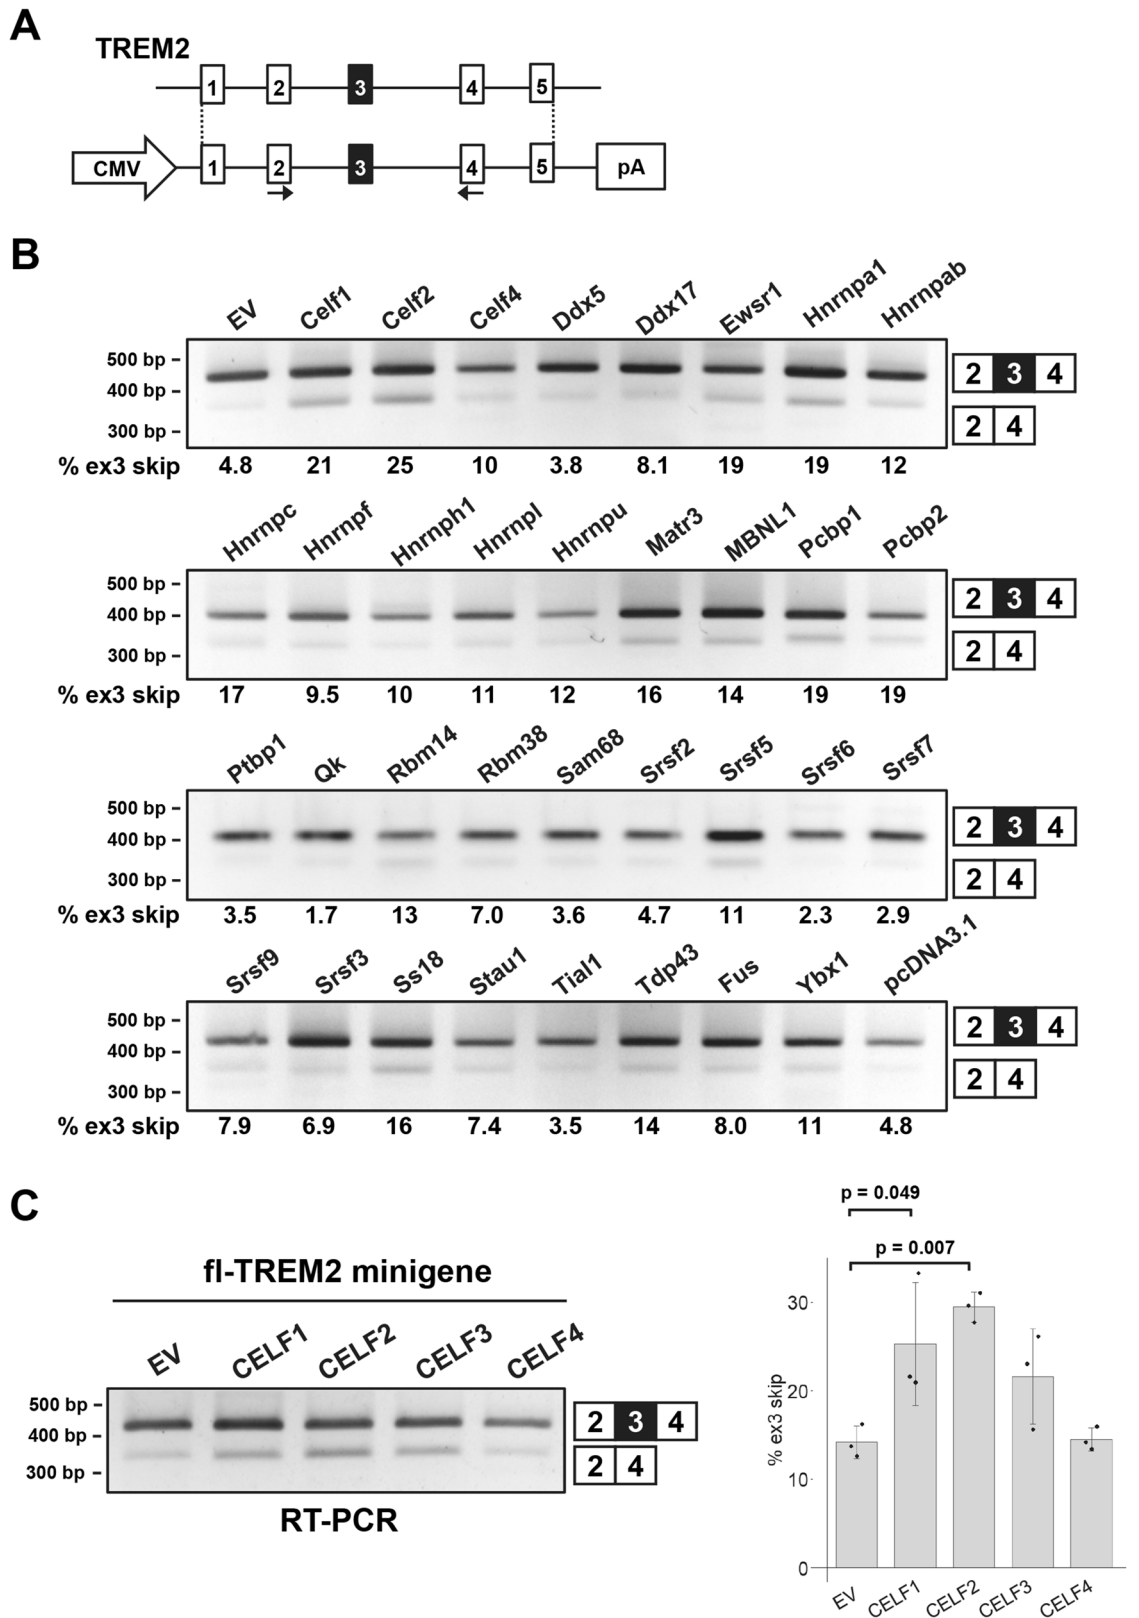 A
TREM2
1 2 3 4 5
CMV 1 2 3 4 5 pA
B
EV Celf1 Celf2 Celf4 Ddx5 Ddx17 Ewsr1 Hnrnpa1 Hnrnpab
500 bp
400 bp
300 bp
2 3 4
2 4
% ex3 skip 4.8 21 25 10 3.8 8.1 19 19 12
Hnrnpc Hnrnpf Hnrnph1 Hnrnpl Hnrnpu Matr3 MBNL1 Pcbp1 Pcbp2
500 bp
400 bp
300 bp
2 3 4
2 4
% ex3 skip 17 9.5 10 11 12 16 14 19 19
Ptbp1 Qk Rbm14 Rbm38 Sam68 Srsf2 Srsf5 Srsf6 Srsf7
500 bp
400 bp
300 bp
2 3 4
2 4
% ex3 skip 3.5 1.7 13 7.0 3.6 4.7 11 2.3 2.9
Srsf9 Srsf3 Ss18 Stau1 Tial1 Tdp43 Fus Ybx1 pcDNA3.1
500 bp
400 bp
300 bp
2 3 4
2 4
% ex3 skip 7.9 6.9 16 7.4 3.5 14 8.0 11 4.8
C
fl-TREM2 minigene
EV CELF1 CELF2 CELF3 CELF4
500 bp
400 bp
300 bp
2 3 4
2 4
RT-PCR
p = 0.049
p = 0.007
% ex3 skip
30
20
10
0
EV CELF1 CELF2 CELF3 CELF4